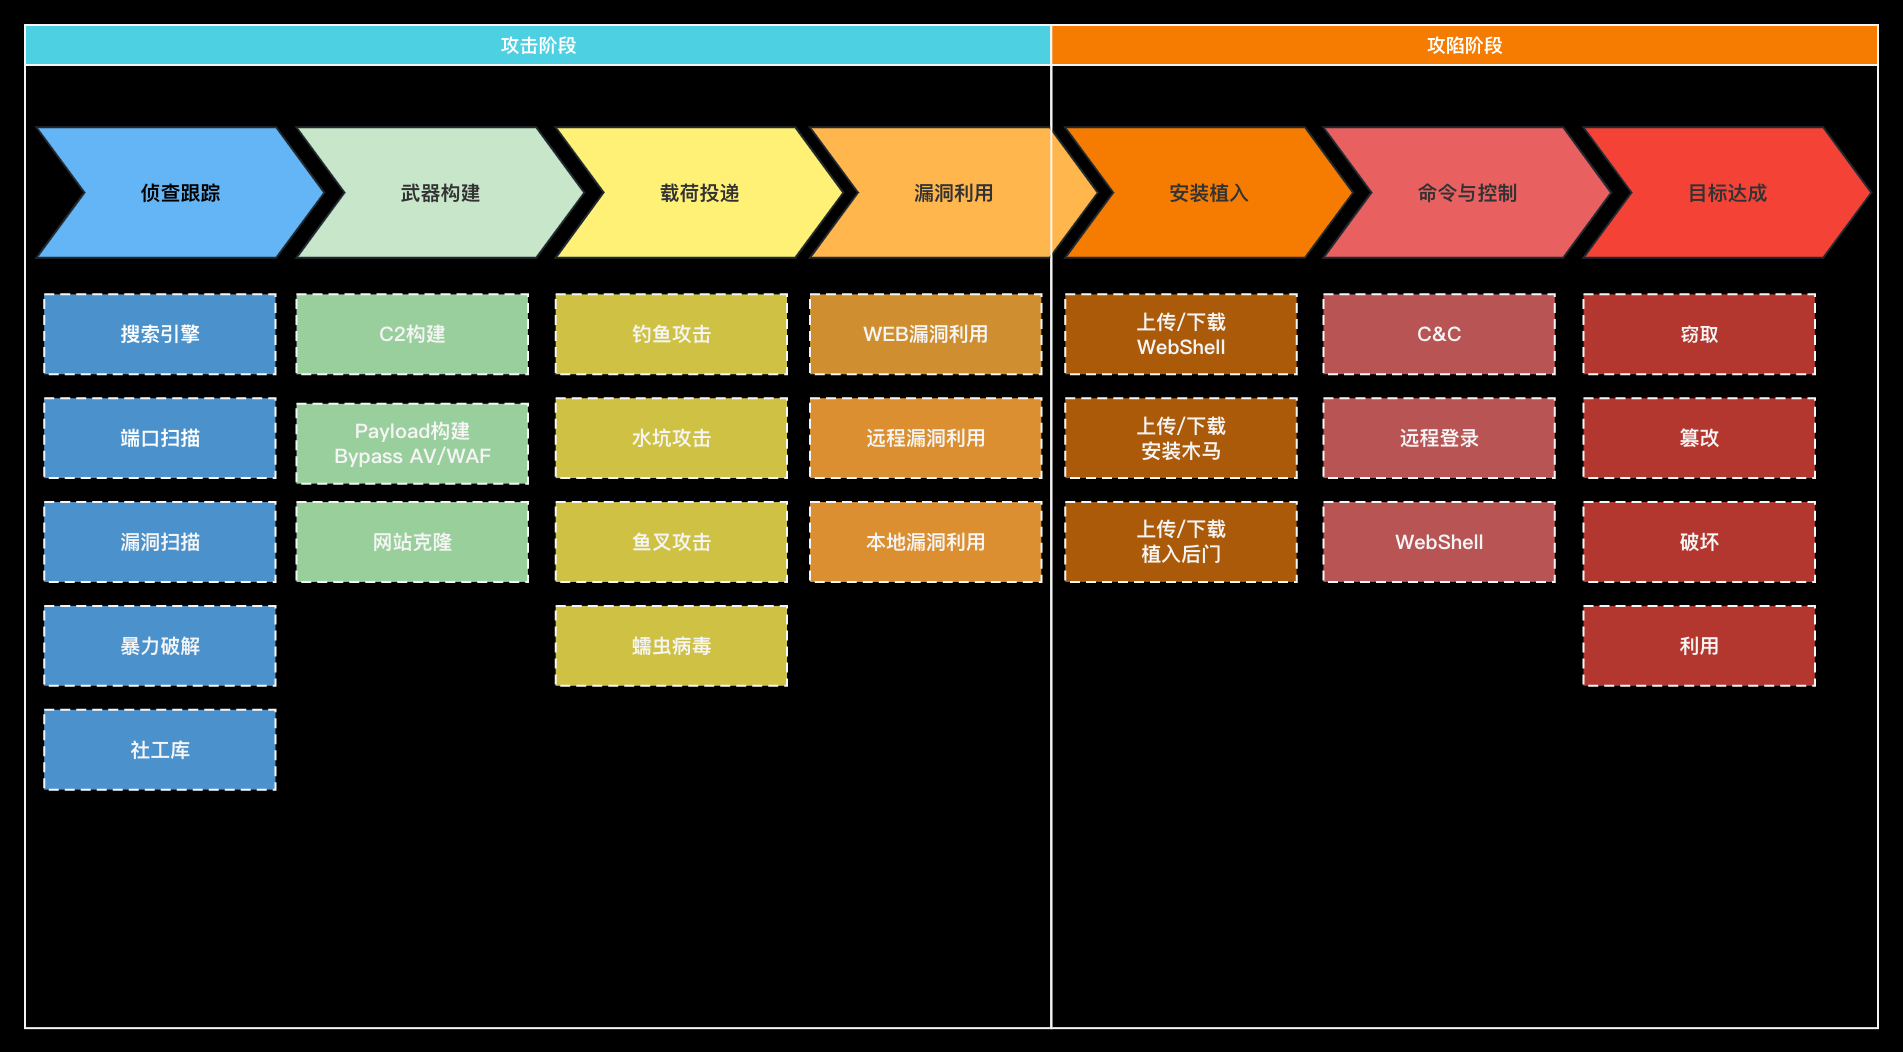 攻击阶段
攻陷阶段
侦查跟踪
武器构建
载荷投递
漏洞利用
安装植入
命令与控制
目标达成
搜索引擎
C2构建
钓鱼攻击
WEB漏洞利用
上传/下载
WebShell
C&C
窃取
端口扫描
Payload构建
Bypass AV/WAF
水坑攻击
远程漏洞利用
上传/下载
安装木马
远程登录
篡改
漏洞扫描
网站克隆
鱼叉攻击
本地漏洞利用
上传/下载
植入后门
WebShell
破坏
暴力破解
蠕虫病毒
利用
社工库